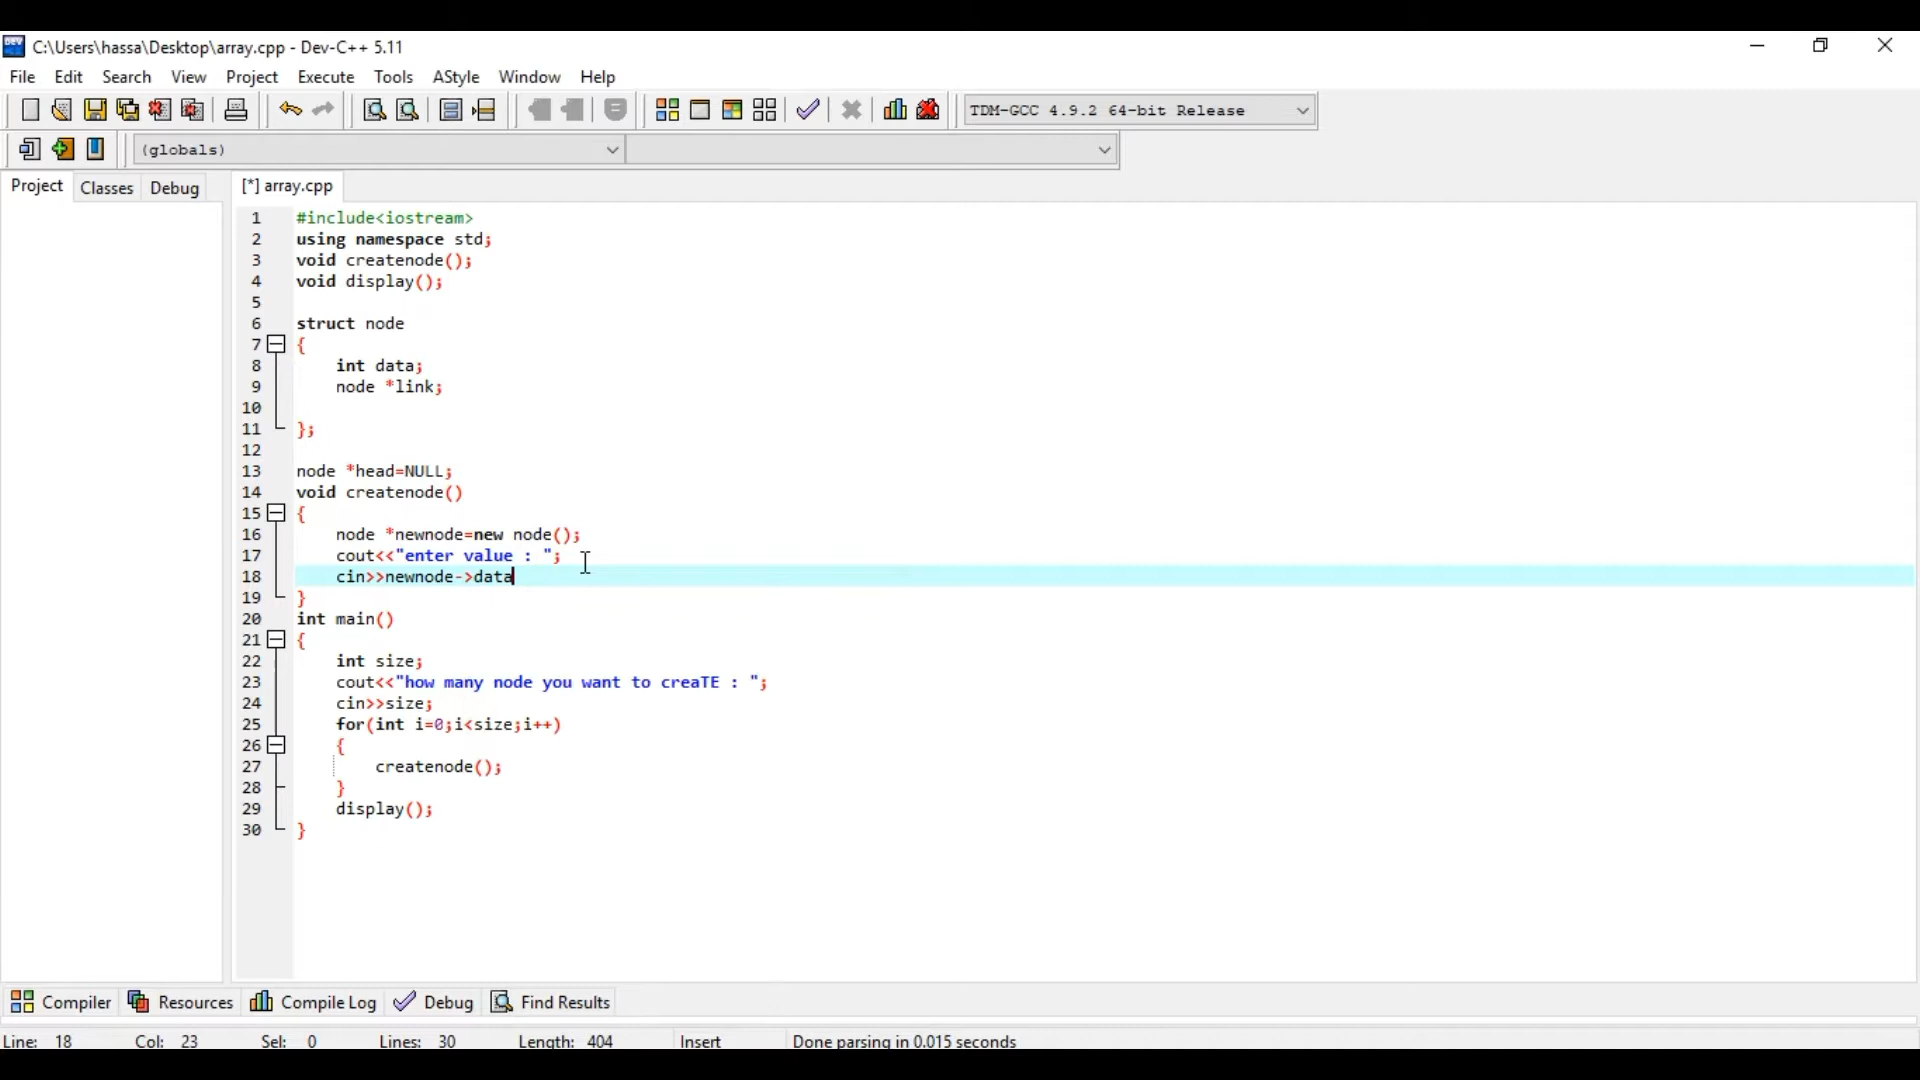 C:\Users\hassa\Desktop\array.cpp - Dev-C++ 5.11
File Edit Search View Project Execute Tools AStyle Window Help
TDM-GCC 4.9.2 64-bit Release
(globals)
Project Classes Debug [*] array.cpp
1 #include<iostream>
2 using namespace std;
3 void createnode();
4 void display();
5
6 struct node
7 {
8 int data;
9 node *link;
10
11 };
12
13 node *head=NULL;
14 void createnode()
15 {
16 node *newnode=new node();
17 cout<<"enter value : ";
18 cin>>newnode->data
19 }
20 int main()
21 {
22 int size;
23 cout<<"how many node you want to creaTE : ";
24 cin>>size;
25 for(int i=0;i<size;i++)
26 {
27 createnode();
28 }
29 display();
30 }
Compiler Resources Compile Log Debug Find Results
Line: 18 Col: 23 Sel: 0 Lines: 30 Length: 404 Insert Done parsing in 0.015 seconds